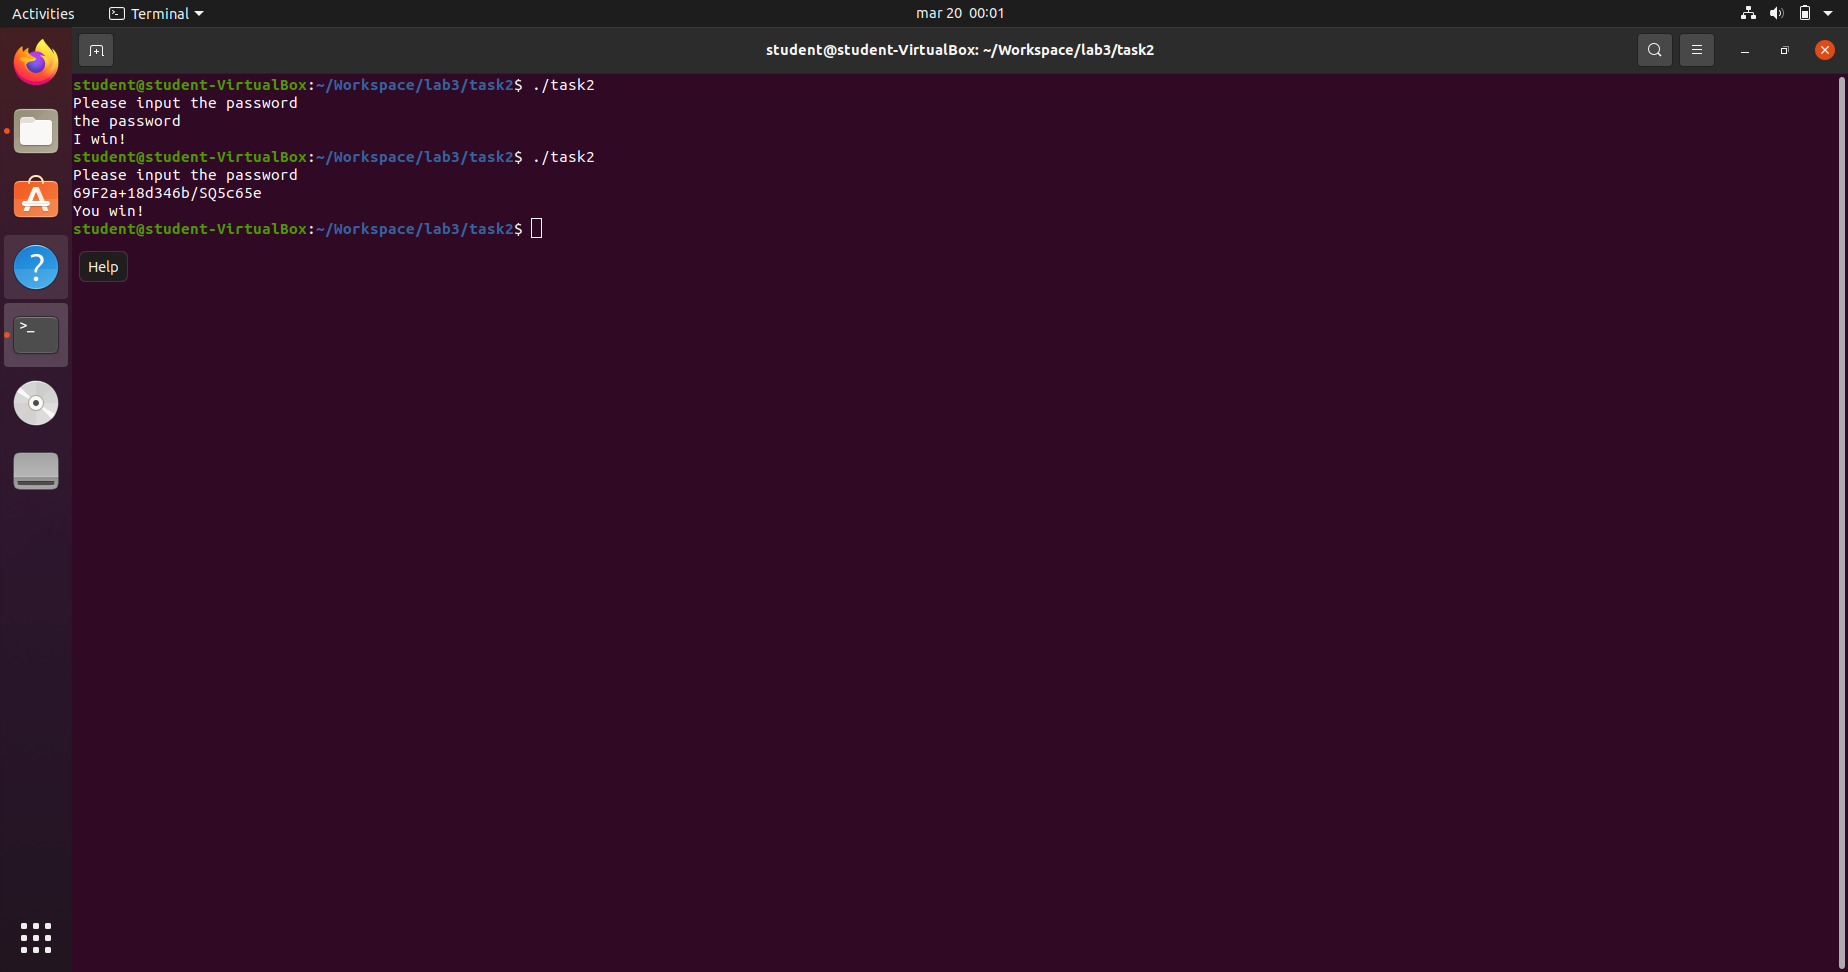 Activities
Terminal
mar 20 00:01
student@student-VirtualBox: ~/Workspace/lab3/task2
student@student-VirtualBox:~/Workspace/lab3/task2$ ./task2
Please input the password
the password
I win!
student@student-VirtualBox:~/Workspace/lab3/task2$ ./task2
Please input the password
69F2a+18d346b/SQ5c65e
You win!
student@student-VirtualBox:~/Workspace/lab3/task2$
Help